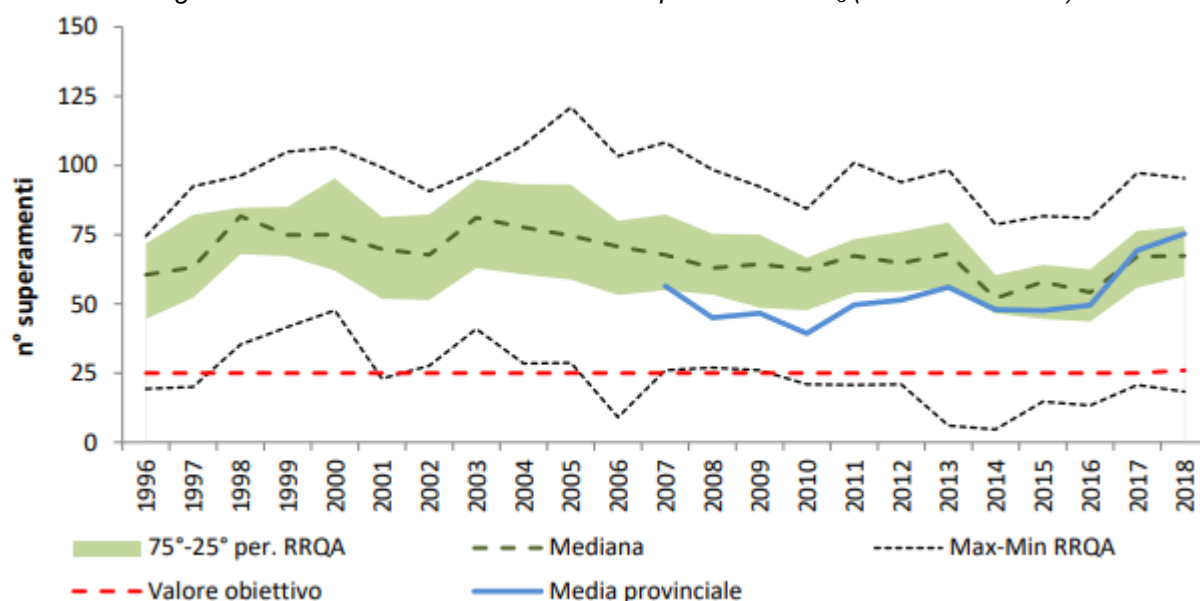 150
125
100
75
50
25
0
n° superamenti
1996 1997 1998 1999 2000 2001 2002 2003 2004 2005 2006 2007 2008 2009 2010 2011 2012 2013 2014 2015 2016 2017 2018
75°-25° per. RRQA Mediana Max-Min RRQA
Valore obiettivo Media provinciale